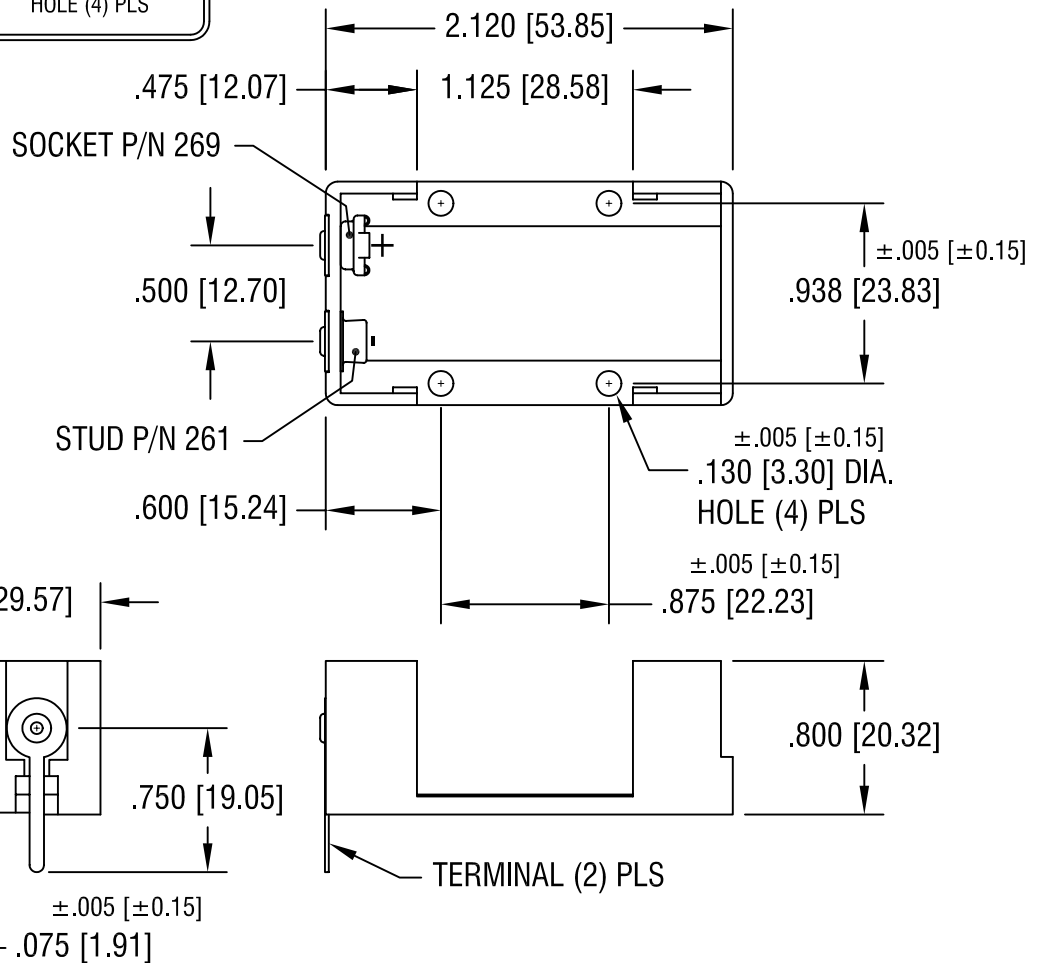 HOLE (4) PLS
2.120 [53.85]
.475 [12.07]
1.125 [28.58]
SOCKET P/N 269
+
±.005 [±0.15]
.500 [12.70]
.938 [23.83]
-
STUD P/N 261
±.005 [±0.15]
.130 [3.30] DIA.
HOLE (4) PLS
.600 [15.24]
±.005 [±0.15]
.875 [22.23]
29.57]
.800 [20.32]
.750 [19.05]
TERMINAL (2) PLS
±.005 [±0.15]
.075 [1.91]